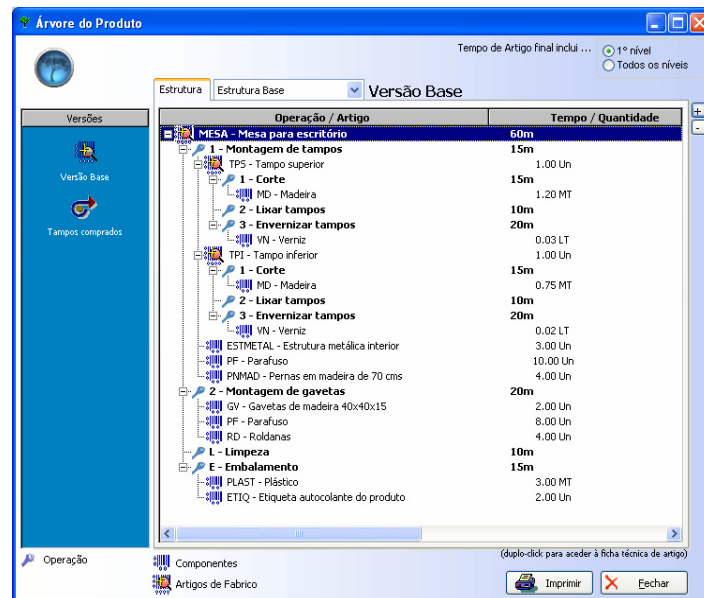 Árvore do Produto
Tempo de Artigo final inclui ...
1º nível
Todos os níveis
Estrutura
Estrutura Base
Versão Base
Versões
Versão Base
Tampos comprados
Operação / Artigo Tempo / Quantidade
MESA - Mesa para escritório 60m
1 - Montagem de tampos 15m
TPS - Tampo superior 1.00 Un
1 - Corte 15m
MD - Madeira 1.20 MT
2 - Lixar tampos 10m
3 - Envernizar tampos 20m
VN - Verniz 0.03 LT
TPI - Tampo inferior 1.00 Un
1 - Corte 15m
MD - Madeira 0.75 MT
2 - Lixar tampos 10m
3 - Envernizar tampos 20m
VN - Verniz 0.02 LT
ESTMETAL - Estrutura metálica interior 3.00 Un
PF - Parafuso 10.00 Un
PNMAD - Pernas em madeira de 70 cms 4.00 Un
2 - Montagem de gavetas 20m
GV - Gavetas de madeira 40x40x15 2.00 Un
PF - Parafuso 8.00 Un
RD - Roldanas 4.00 Un
L - Limpeza 10m
E - Embalamento 15m
PLAST - Plástico 3.00 MT
ETIQ - Etiqueta autocolante do produto 2.00 Un
(duplo-click para aceder à ficha técnica de artigo)
Operação
Componentes
Artigos de Fabrico
Imprimir
Fechar